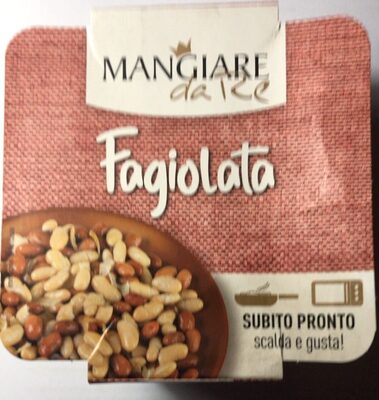 MANGIARE
da Re
Fagiolata
SUBITO PRONTO
scalda e gusta!